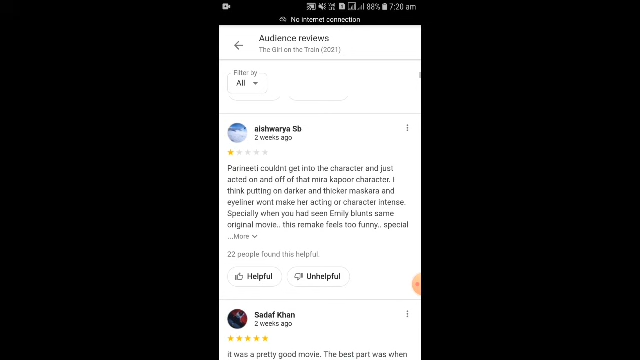 88% 7:20 am
No internet connection
Audience reviews
The Girl on the Train (2021)
Filter by
All
aishwarya Sb
2 weeks ago
Parineeti couldnt get into the character and just
acted on and off of that mira kapoor character. I
think putting on darker and thicker maskara and
eyeliner wont make her acting or character intense.
Specially when you had seen Emily blunts same
original movie.. this remake feels too funny.. special
...More
22 people found this helpful.
Helpful Unhelpful
Sadaf Khan
2 weeks ago
it was a pretty good movie. The best part was when